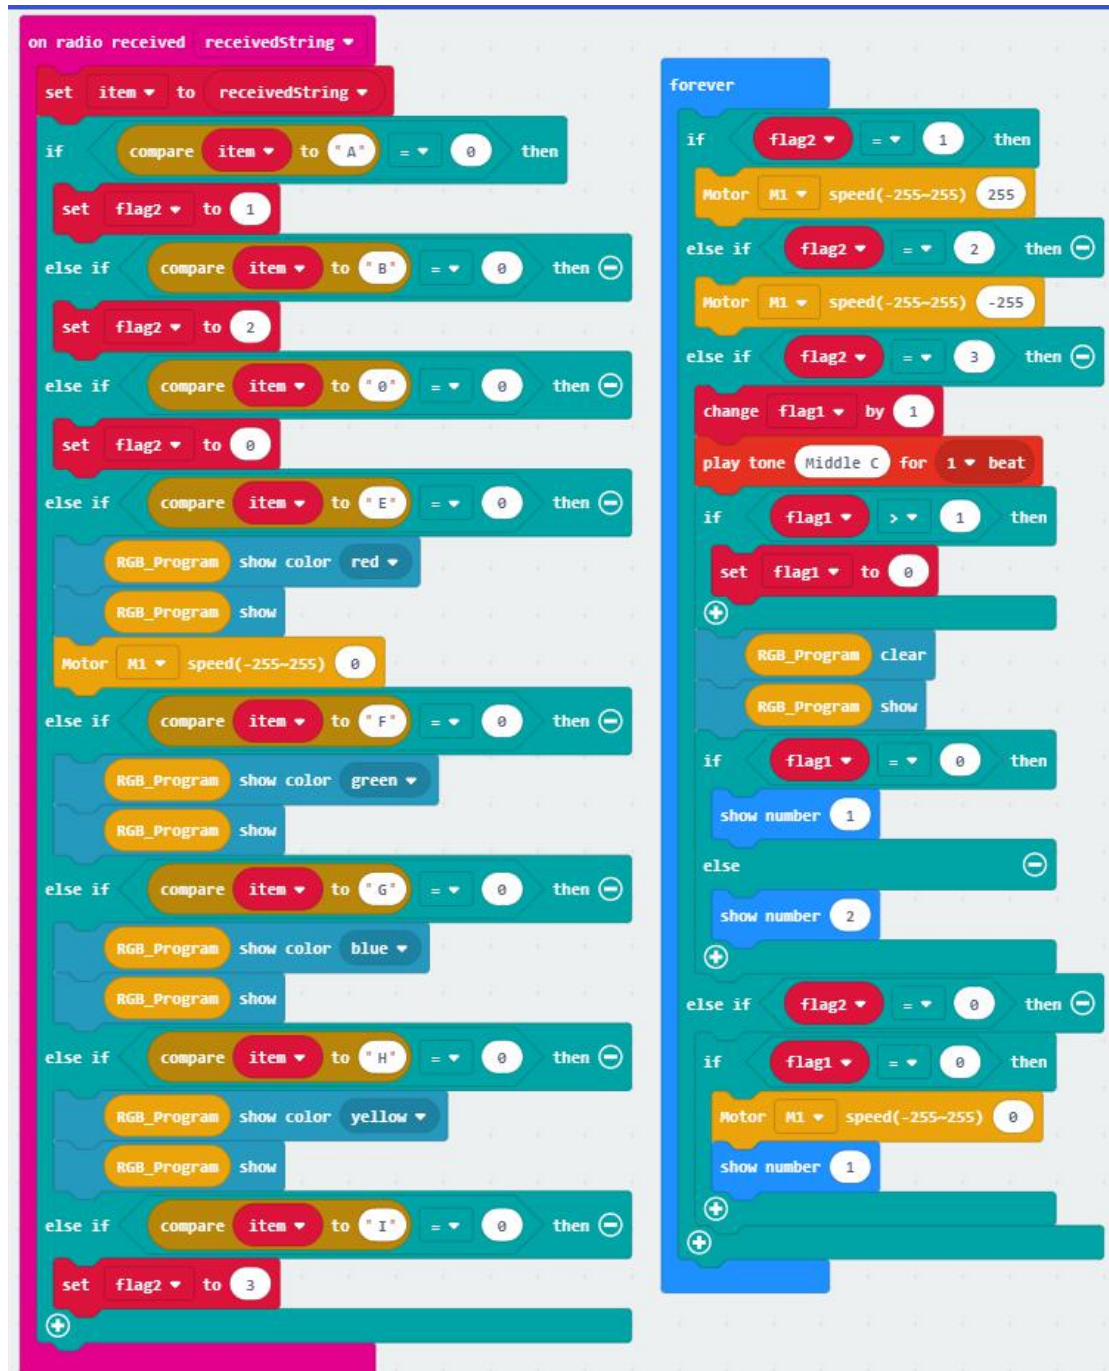 on radio received receivedString
set item to receivedString
if compare item to "A" = 0 then
set flag2 to 1
else if compare item to "B" = 0 then
set flag2 to 2
else if compare item to "0" = 0 then
set flag2 to 0
else if compare item to "E" = 0 then
RGB_Program show color red
RGB_Program show
Motor M1 speed(-255~255) 0
else if compare item to "F" = 0 then
RGB_Program show color green
RGB_Program show
else if compare item to "G" = 0 then
RGB_Program show color blue
RGB_Program show
else if compare item to "H" = 0 then
RGB_Program show color yellow
RGB_Program show
else if compare item to "I" = 0 then
set flag2 to 3
forever
if flag2 = 1 then
Motor M1 speed(-255~255) 255
else if flag2 = 2 then
Motor M1 speed(-255~255) -255
else if flag2 = 3 then
change flag1 by 1
play tone Middle C for 1 beat
if flag1 > 1 then
set flag1 to 0
RGB_Program clear
RGB_Program show
if flag1 = 0 then
show number 1
else
show number 2
else if flag2 = 0 then
if flag1 = 0 then
Motor M1 speed(-255~255) 0
show number 1